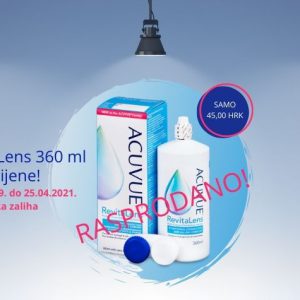 SAMO
45,00 HRK
Lens 360 ml
ijene!
9. do 25.04.2021.
a zaliha
RASPRODANO!
ACUVUE
RevitaLens
ACUVUE
RevitaLens
360ml